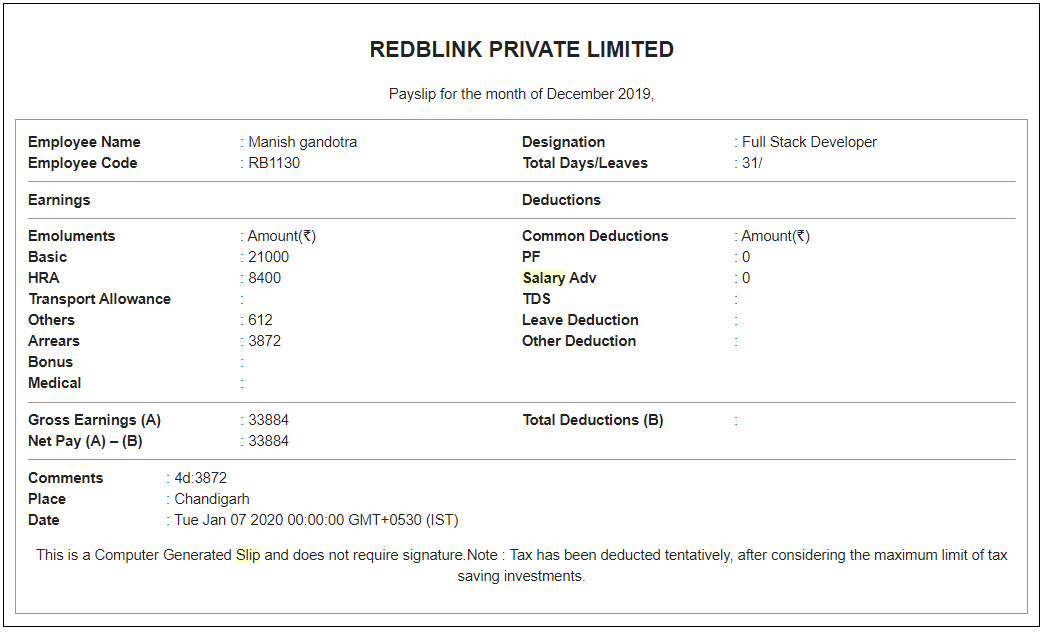 REDBLINK PRIVATE LIMITED
Payslip for the month of December 2019,
Employee Name : Manish gandotra Designation : Full Stack Developer
Employee Code : RB1130 Total Days/Leaves : 31/
Earnings Deductions
Emoluments : Amount(₹) Common Deductions : Amount(₹)
Basic : 21000 PF : 0
HRA : 8400 Salary Adv : 0
Transport Allowance : TDS :
Others : 612 Leave Deduction :
Arrears : 3872 Other Deduction :
Bonus :
Medical :
Gross Earnings (A) : 33884 Total Deductions (B) :
Net Pay (A) – (B) : 33884
Comments : 4d:3872
Place : Chandigarh
Date : Tue Jan 07 2020 00:00:00 GMT+0530 (IST)
This is a Computer Generated Slip and does not require signature.Note : Tax has been deducted tentatively, after considering the maximum limit of tax
saving investments.